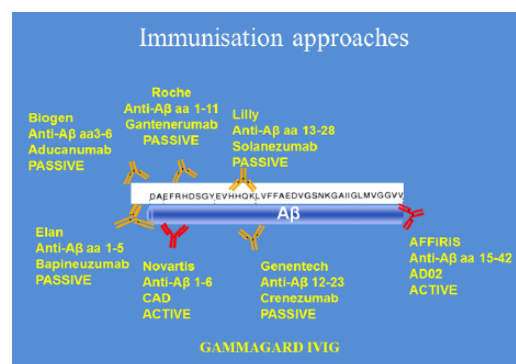 Immunisation approaches
Biogen
Anti-Aβ aa3-6
Aducanumab
PASSIVE
Roche
Anti-Aβ aa 1-11
Gantenerumab
PASSIVE
Lilly
Anti-Aβ aa 13-28
Solanezumab
PASSIVE
DAEFRHDSGYEVHHQKLVFFAEDVGSNKGAIIGLMVGGVV
Aβ
Elan
Anti-Aβ aa 1-5
Bapineuzumab
PASSIVE
Novartis
Anti-Aβ 1-6
CAD
ACTIVE
Genentech
Anti-Aβ 12-23
Crenezumab
PASSIVE
AFFiRiS
Anti-Aβ aa 15-42
AD02
ACTIVE
GAMMAGARD IVIG